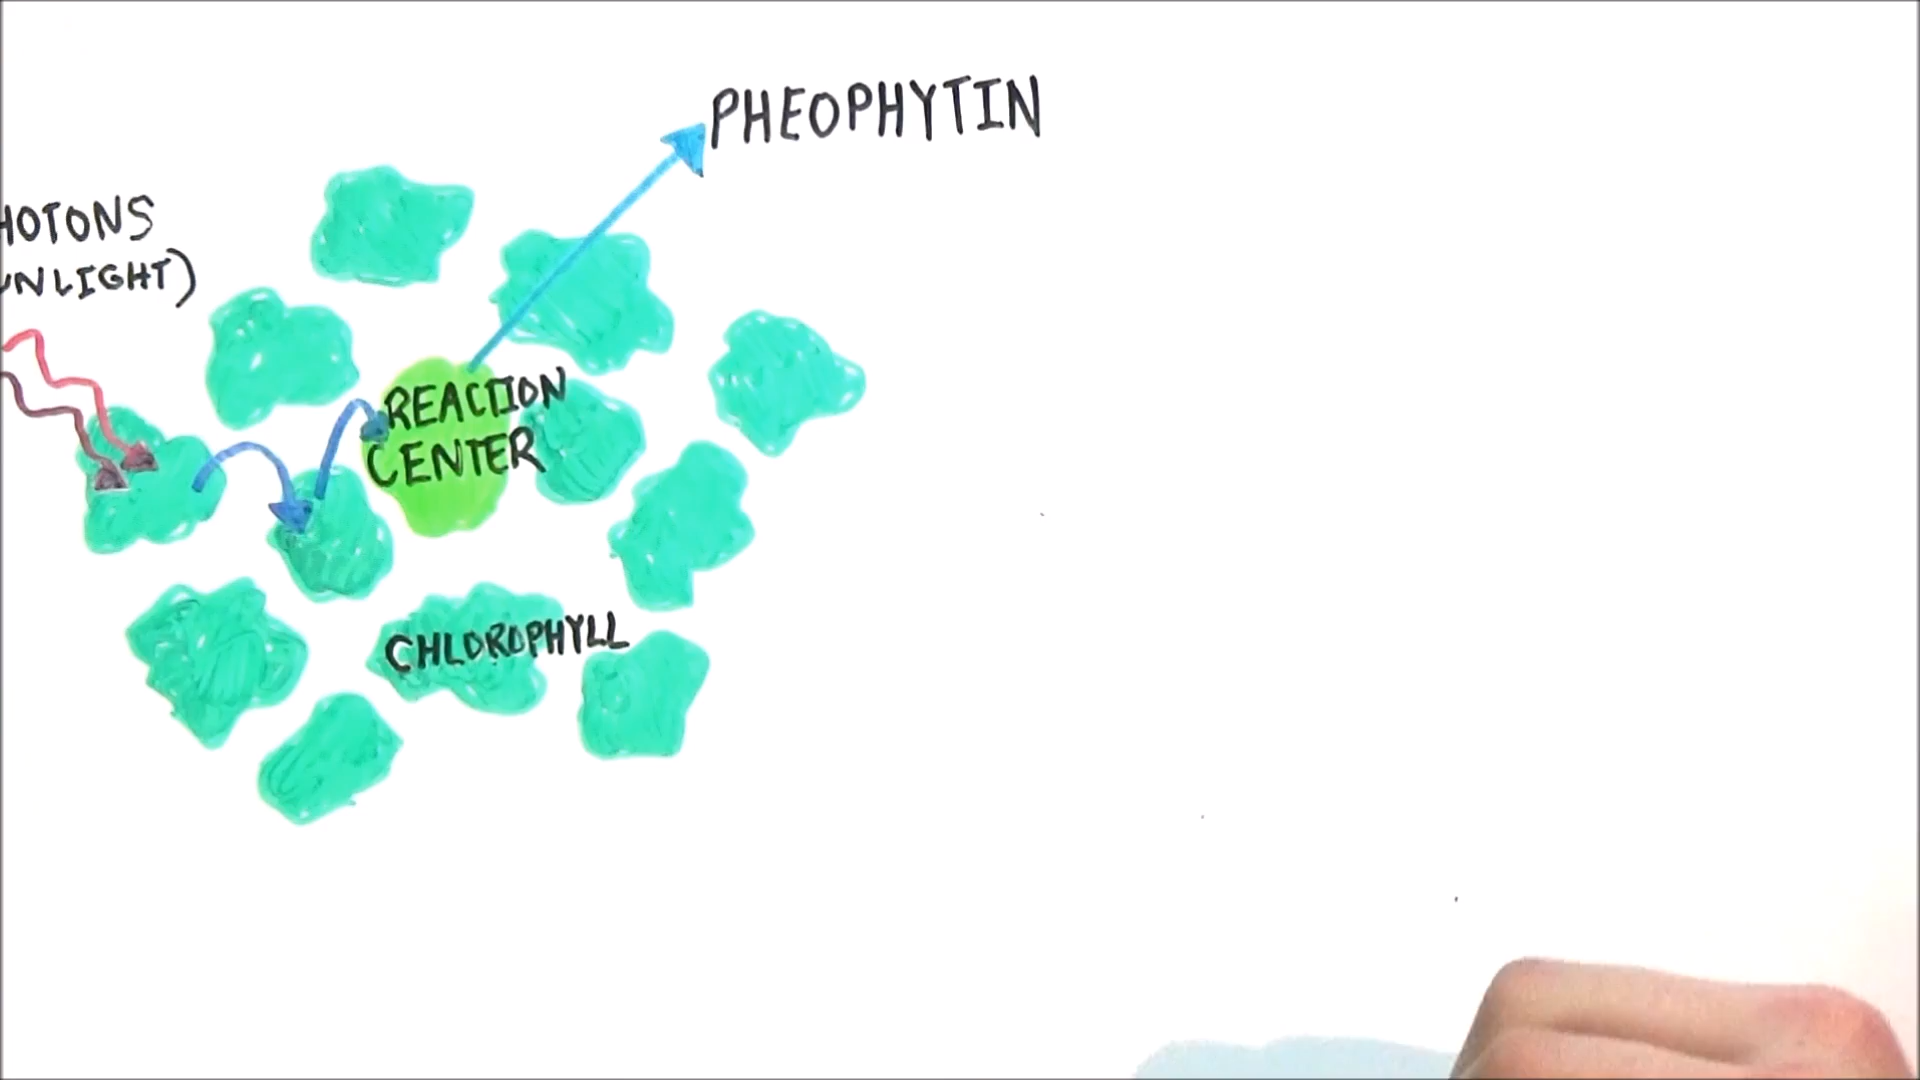 PHEOPHYTIN
HOTONS
UNLIGHT)
REACTION
CENTER
CHLOROPHYLL